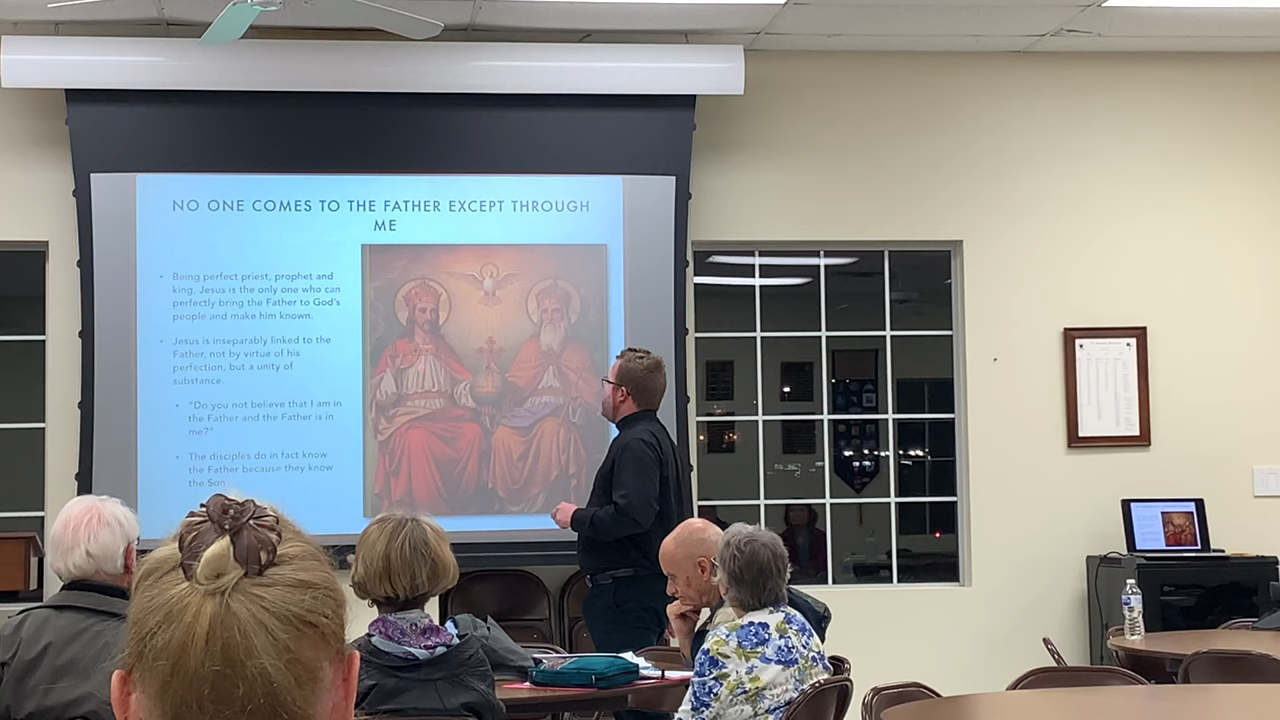 NO ONE COMES TO THE FATHER EXCEPT THROUGH
ME
• Being perfect priest, prophet and
king, Jesus is the only one who can
perfectly bring the Father to God's
people and make him known.
• Jesus is inseparably linked to the
Father, not by virtue of his
perfection, but a unity of
substance.
• "Do you not believe that I am in
the Father and the Father is in
me?"
• The disciples do in fact know
the Father because they know
the Son.